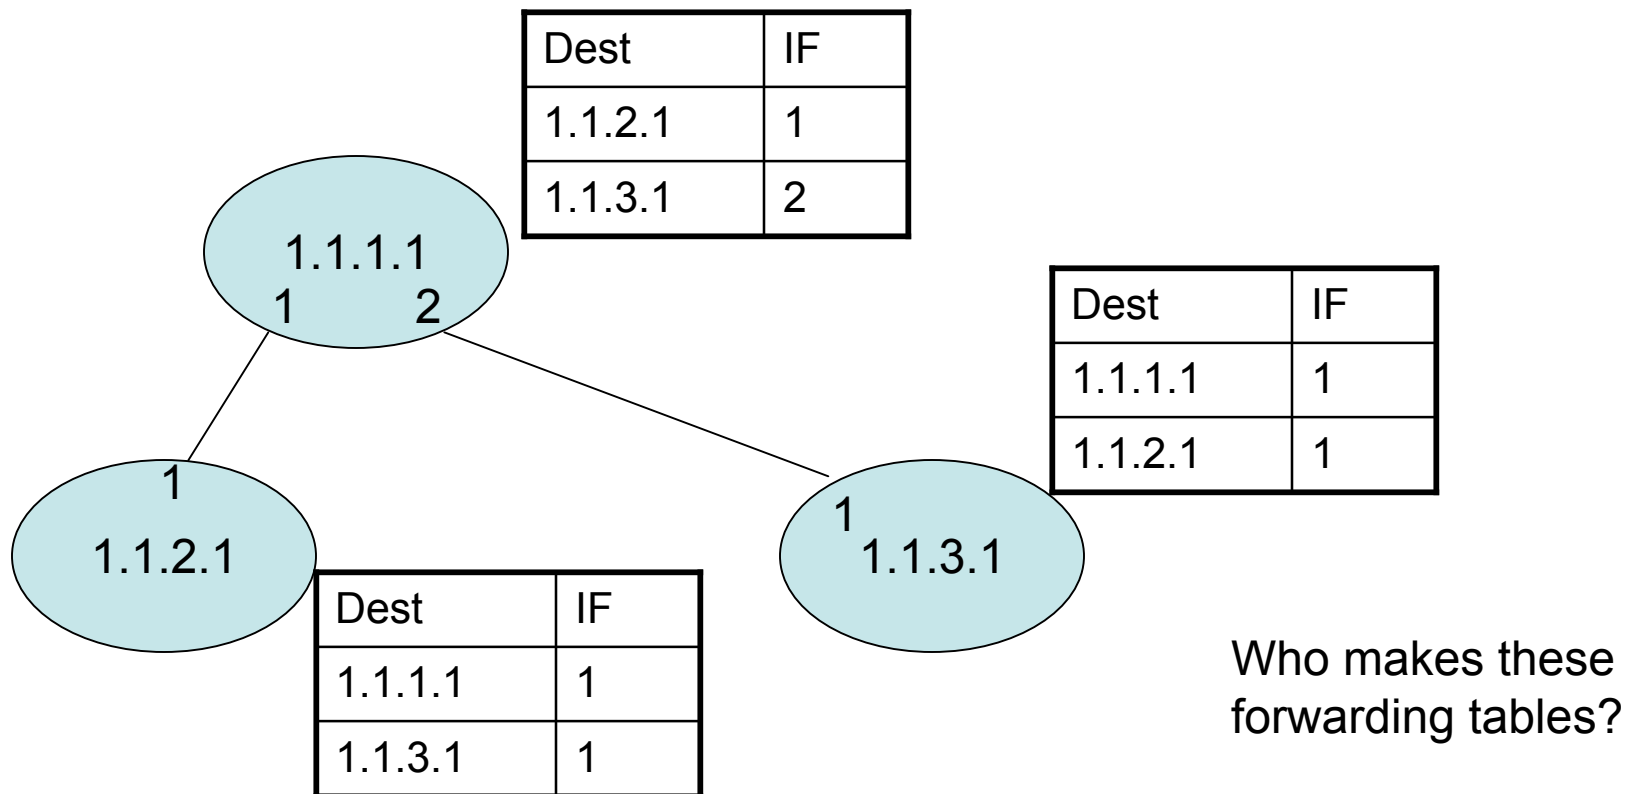 Dest IF
1.1.2.1 1
1.1.3.1 2
1.1.1.1
1 2
Dest IF
1.1.1.1 1
1.1.2.1 1
1
1.1.2.1
1
1.1.3.1
Dest IF
1.1.1.1 1
1.1.3.1 1
Who makes these
forwarding tables?